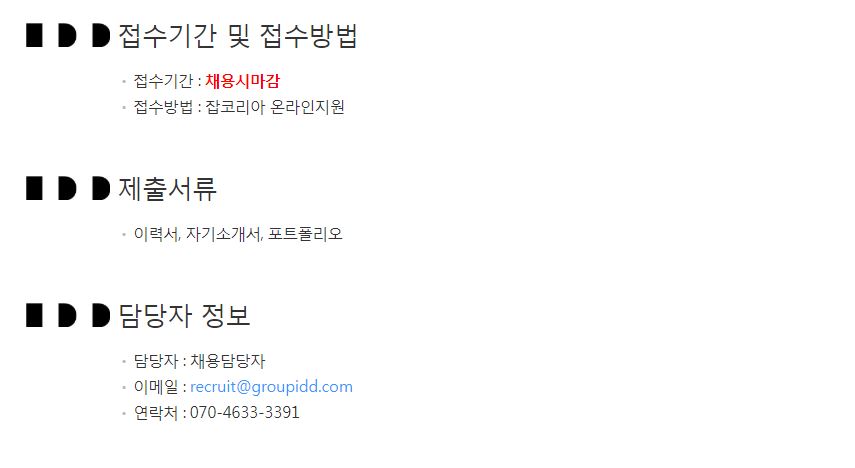 IDD 접수기간 및 접수방법
접수기간 : 채용시마감
접수방법 : 잡코리아 온라인지원
IDD 제출서류
이력서, 자기소개서, 포트폴리오
IDD 담당자 정보
담당자 : 채용담당자
이메일 : recruit@groupidd.com
연락처 : 070-4633-3391